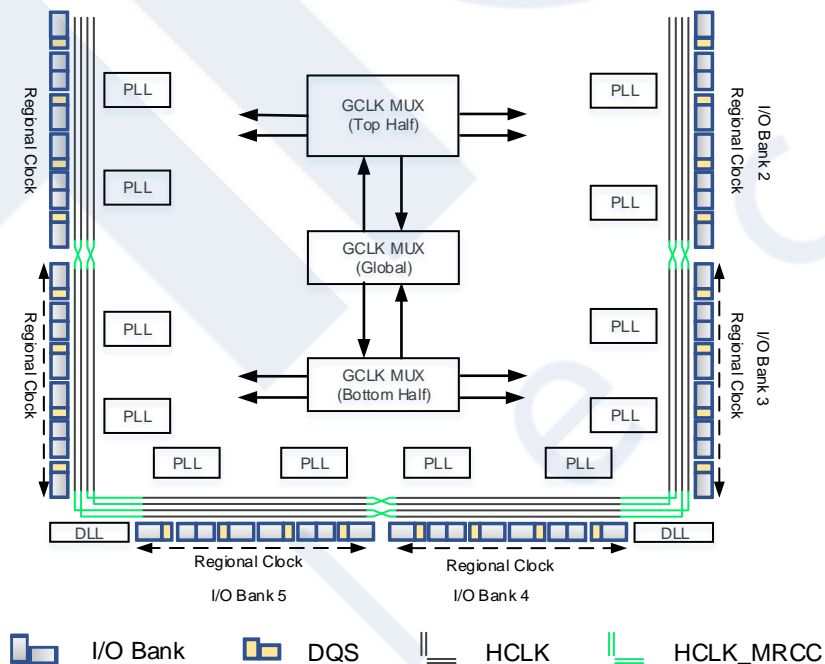 PLL
GCLK MUX
(Top Half)
PLL
Regional Clock
Regional Clock
I/O Bank 2
PLL
PLL
GCLK MUX
(Global)
PLL
PLL
Regional Clock
Regional Clock
I/O Bank 3
GCLK MUX
(Bottom Half)
PLL
PLL
PLL
PLL
PLL
PLL
DLL
DLL
Regional Clock
Regional Clock
I/O Bank 5
I/O Bank 4
I/O Bank
DQS
HCLK
HCLK_MRCC